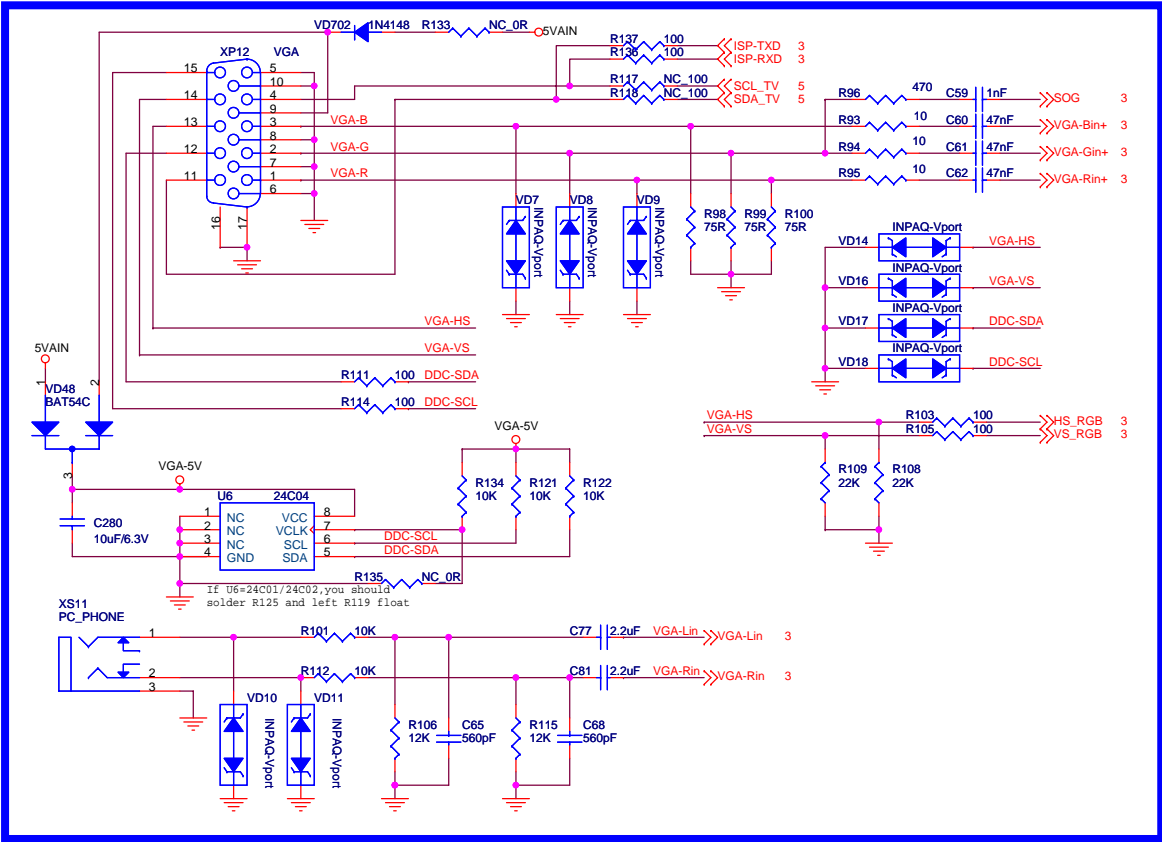 VD702 1N4148 R133 NC_0R 5VAIN
XP12 VGA
15 5
10
14 4
9
13 3 VGA-B
8
12 2 VGA-G
7
11 1 VGA-R
6
16 17
R137 100 ISP-TXD 3
R136 100 ISP-RXD 3
R117 NC_100 SCL_TV 5
R118 NC_100 SDA_TV 5
R96 470 C59 1nF SOG 3
R93 10 C60 47nF VGA-Bin+ 3
R94 10 C61 47nF VGA-Gin+ 3
R95 10 C62 47nF VGA-Rin+ 3
VD7 INPAQ-Vport
VD8 INPAQ-Vport
VD9 INPAQ-Vport
R98 75R
R99 75R
R100 75R
INPAQ-Vport
VD14 VGA-HS
INPAQ-Vport
VD16 VGA-VS
INPAQ-Vport
VD17 DDC-SDA
INPAQ-Vport
VD18 DDC-SCL
VGA-HS
VGA-VS
R111 100 DDC-SDA
R114 100 DDC-SCL
5VAIN
1 2
VD48
BAT54C
3
VGA-HS R103 100 HS_RGB 3
VGA-VS R105 100 VS_RGB 3
R109 22K
R108 22K
VGA-5V
R134 10K
R121 10K
R122 10K
VGA-5V
C280
10uF/6.3V
U6 24C04
1 NC VCC 8
2 NC VCLK 7
3 NC SCL 6 DDC-SCL
4 GND SDA 5 DDC-SDA
R135 NC_0R
If U6=24C01/24C02,you should
solder R125 and left R119 float
XS11
PC_PHONE
1 R101 10K C77 2.2uF VGA-Lin VGA-Lin 3
2 R112 10K C81 2.2uF VGA-Rin VGA-Rin 3
3
VD10 INPAQ-Vport
VD11 INPAQ-Vport
R106 12K
C65 560pF
R115 12K
C68 560pF